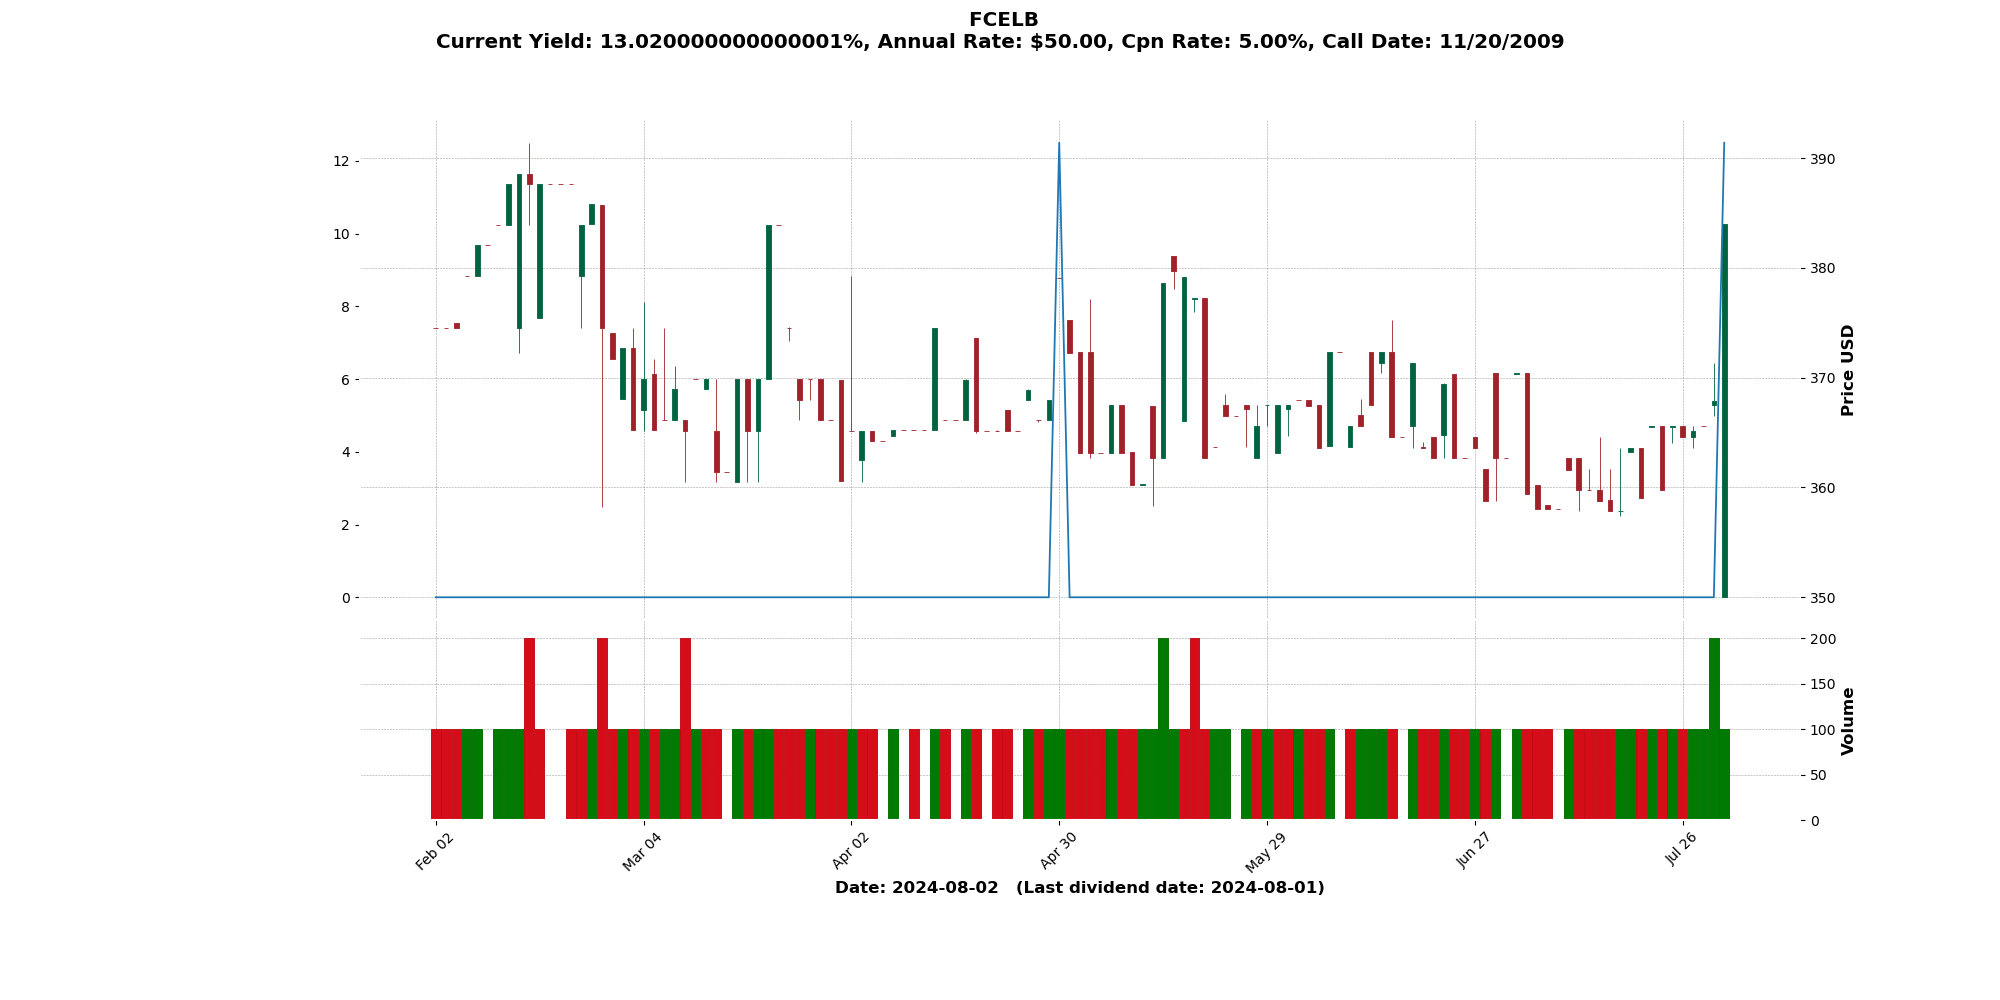 FCELB
Current Yield: 13.020000000000001%, Annual Rate: $50.00, Cpn Rate: 5.00%, Call Date: 11/20/2009
12
10
8
6
4
2
0
390
380
370
360
350
Price USD
200
150
100
50
0
Volume
Feb 02
Mar 04
Apr 02
Apr 30
May 29
Jun 27
Jul 26
Date: 2024-08-02   (Last dividend date: 2024-08-01)